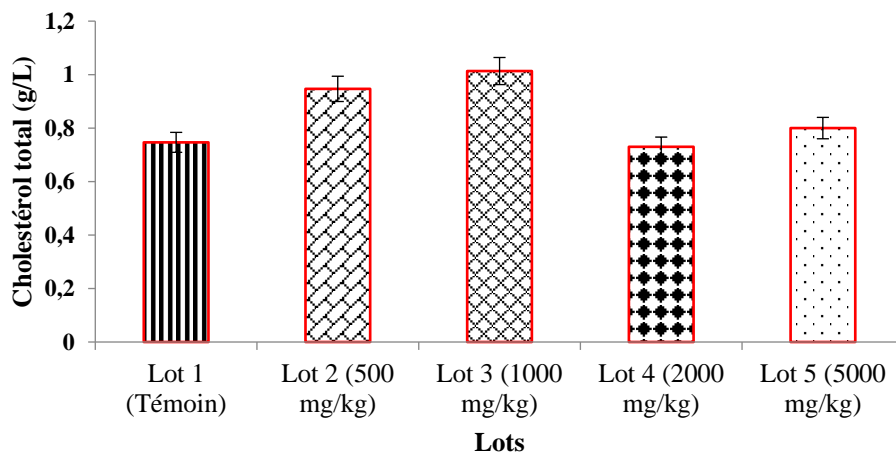 Cholestérol total (g/L)
1,2
1
0,8
0,6
0,4
0,2
0
Lot 1
(Témoin)
Lot 2 (500
mg/kg)
Lot 3 (1000
mg/kg)
Lot 4 (2000
mg/kg)
Lot 5 (5000
mg/kg)
Lots